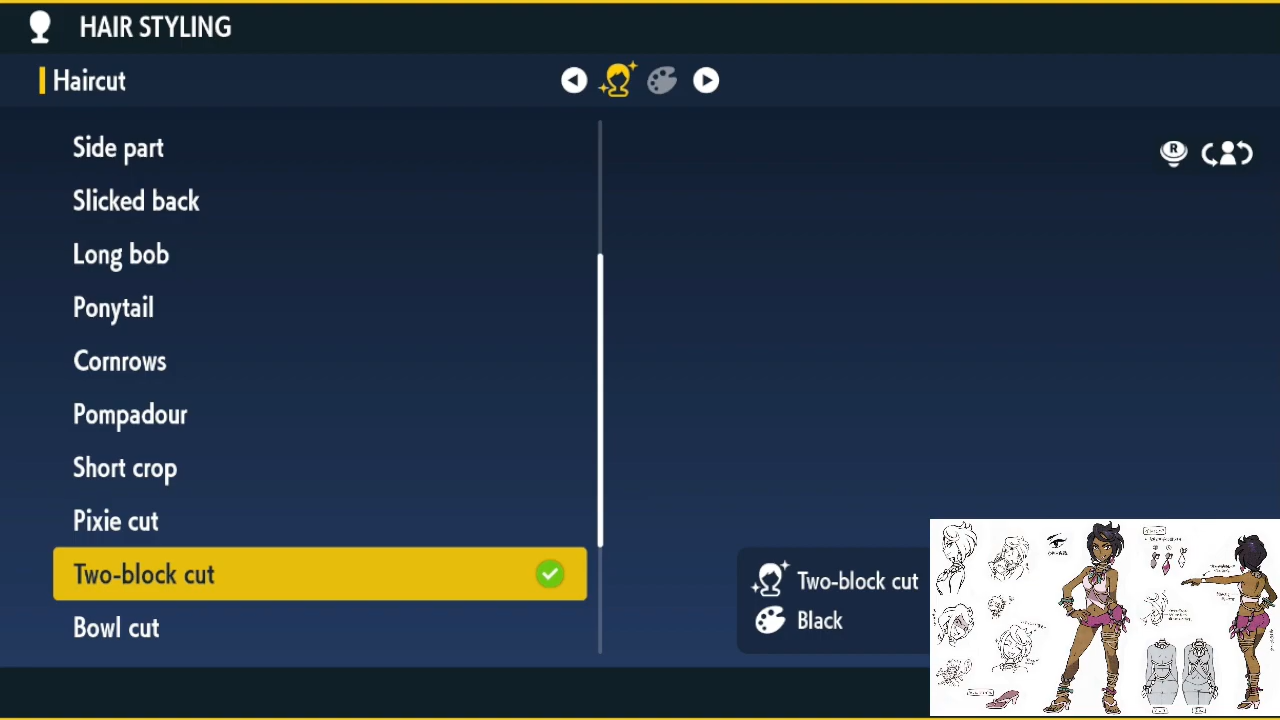 HAIR STYLING
Haircut
R
Side part
Slicked back
Long bob
Ponytail
Cornrows
Pompadour
Short crop
Pixie cut
Two-block cut
Bowl cut
Two-block cut
Black